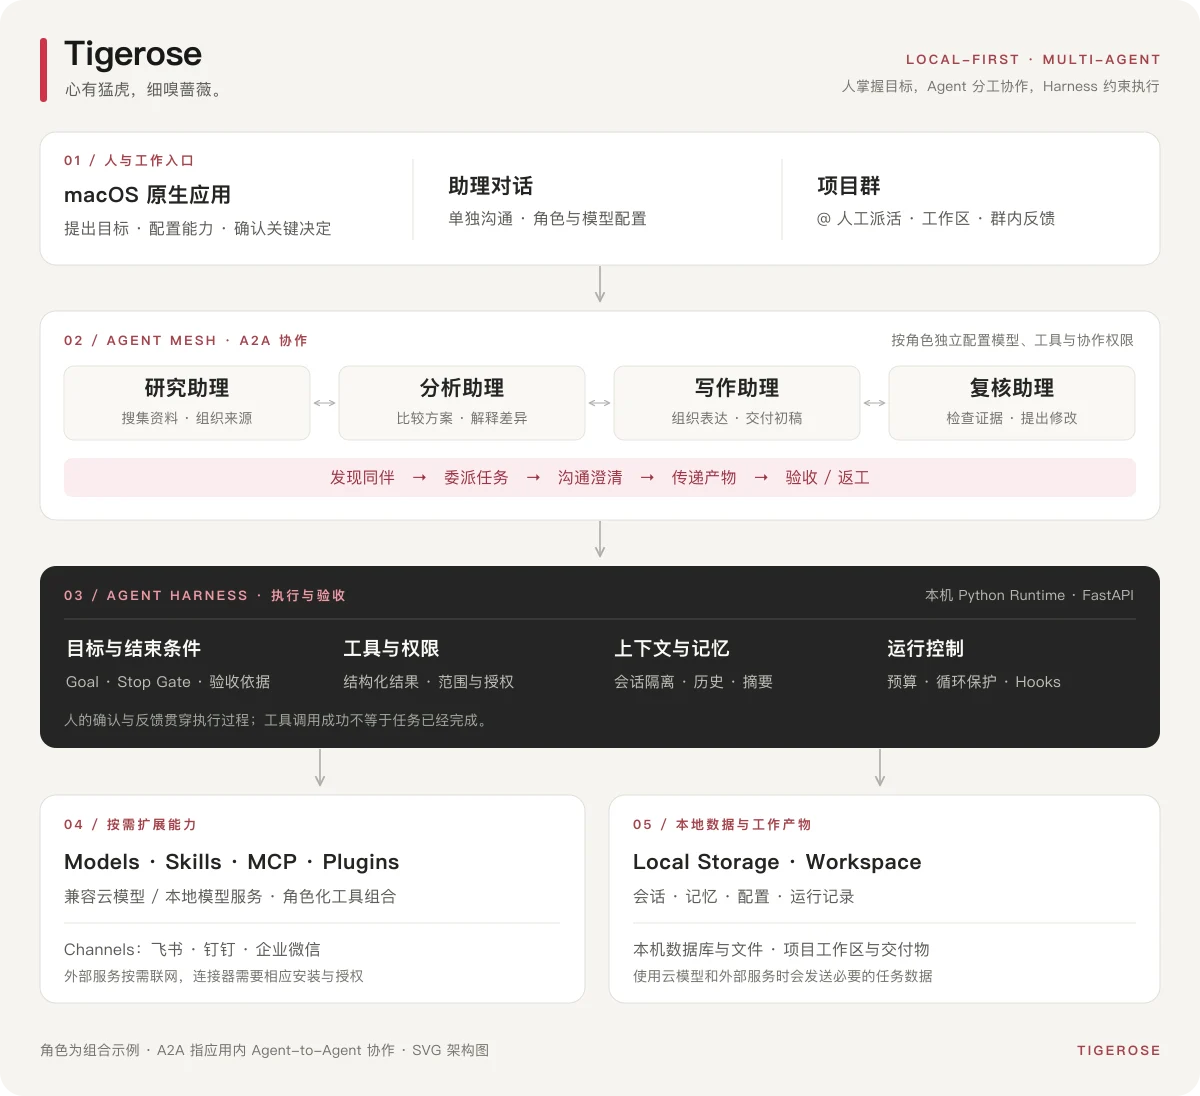 Tigerose
心有猛虎，细嗅蔷薇。
LOCAL-FIRST · MULTI-AGENT
人掌握目标，Agent 分工协作，Harness 约束执行
01 / 人与工作入口
macOS 原生应用
提出目标 · 配置能力 · 确认关键决定
助理对话
单独沟通 · 角色与模型配置
项目群
@ 人工派活 · 工作区 · 群内反馈
02 / AGENT MESH · A2A 协作
按角色独立配置模型、工具与协作权限
研究助理
搜集资料 · 组织来源
分析助理
比较方案 · 解释差异
写作助理
组织表达 · 交付初稿
复核助理
检查证据 · 提出修改
发现同伴 → 委派任务 → 沟通澄清 → 传递产物 → 验收 / 返工
03 / AGENT HARNESS · 执行与验收
本机 Python Runtime · FastAPI
目标与结束条件
Goal · Stop Gate · 验收依据
工具与权限
结构化结果 · 范围与授权
上下文与记忆
会话隔离 · 历史 · 摘要
运行控制
预算 · 循环保护 · Hooks
人的确认与反馈贯穿执行过程；工具调用成功不等于任务已经完成。
04 / 按需扩展能力
Models · Skills · MCP · Plugins
兼容云模型 / 本地模型服务 · 角色化工具组合
Channels：飞书 · 钉钉 · 企业微信
外部服务按需联网，连接器需要相应安装与授权
05 / 本地数据与工作产物
Local Storage · Workspace
会话 · 记忆 · 配置 · 运行记录
本机数据库与文件 · 项目工作区与交付物
使用云模型和外部服务时会发送必要的任务数据
角色为组合示例 · A2A 指应用内 Agent-to-Agent 协作 · SVG 架构图
TIGEROSE